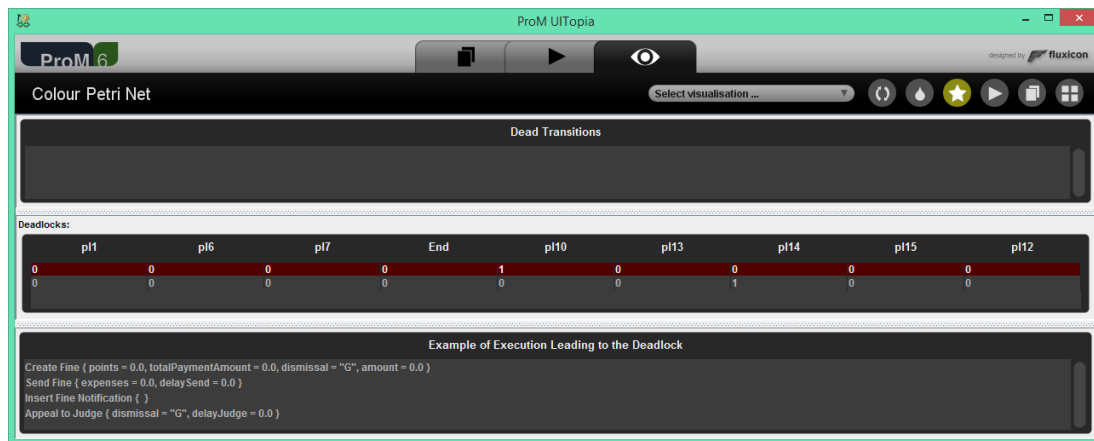 ProM UITopia
ProM 6
designed by fluxicon
Colour Petri Net
Select visualisation ...
Dead Transitions
Deadlocks:
pl1 pl6 pl7 End pl10 pl13 pl14 pl15 pl12
0 0 0 0 1 0 0 0 0
0 0 0 0 0 0 1 0 0
Example of Execution Leading to the Deadlock
Create Fine { points = 0.0, totalPaymentAmount = 0.0, dismissal = "G", amount = 0.0 }
Send Fine { expenses = 0.0, delaySend = 0.0 }
Insert Fine Notification { }
Appeal to Judge { dismissal = "G", delayJudge = 0.0 }